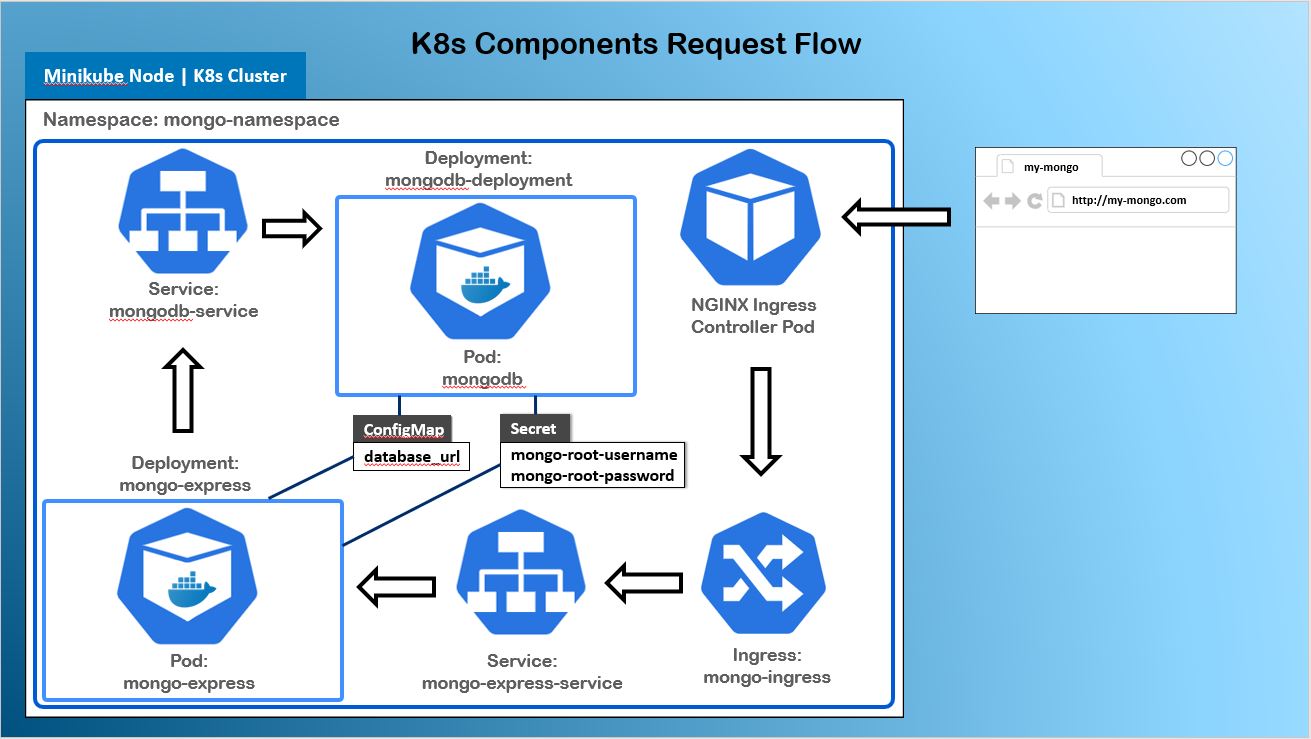 K8s Components Request Flow
Minikube Node | K8s Cluster
Namespace: mongo-namespace
Service:
mongodb-service
Deployment:
mongodb-deployment
Pod:
mongodb
NGINX Ingress
Controller Pod
my-mongo
http://my-mongo.com
ConfigMap
database_url
Secret
mongo-root-username
mongo-root-password
Deployment:
mongo-express
Pod:
mongo-express
Service:
mongo-express-service
Ingress:
mongo-ingress